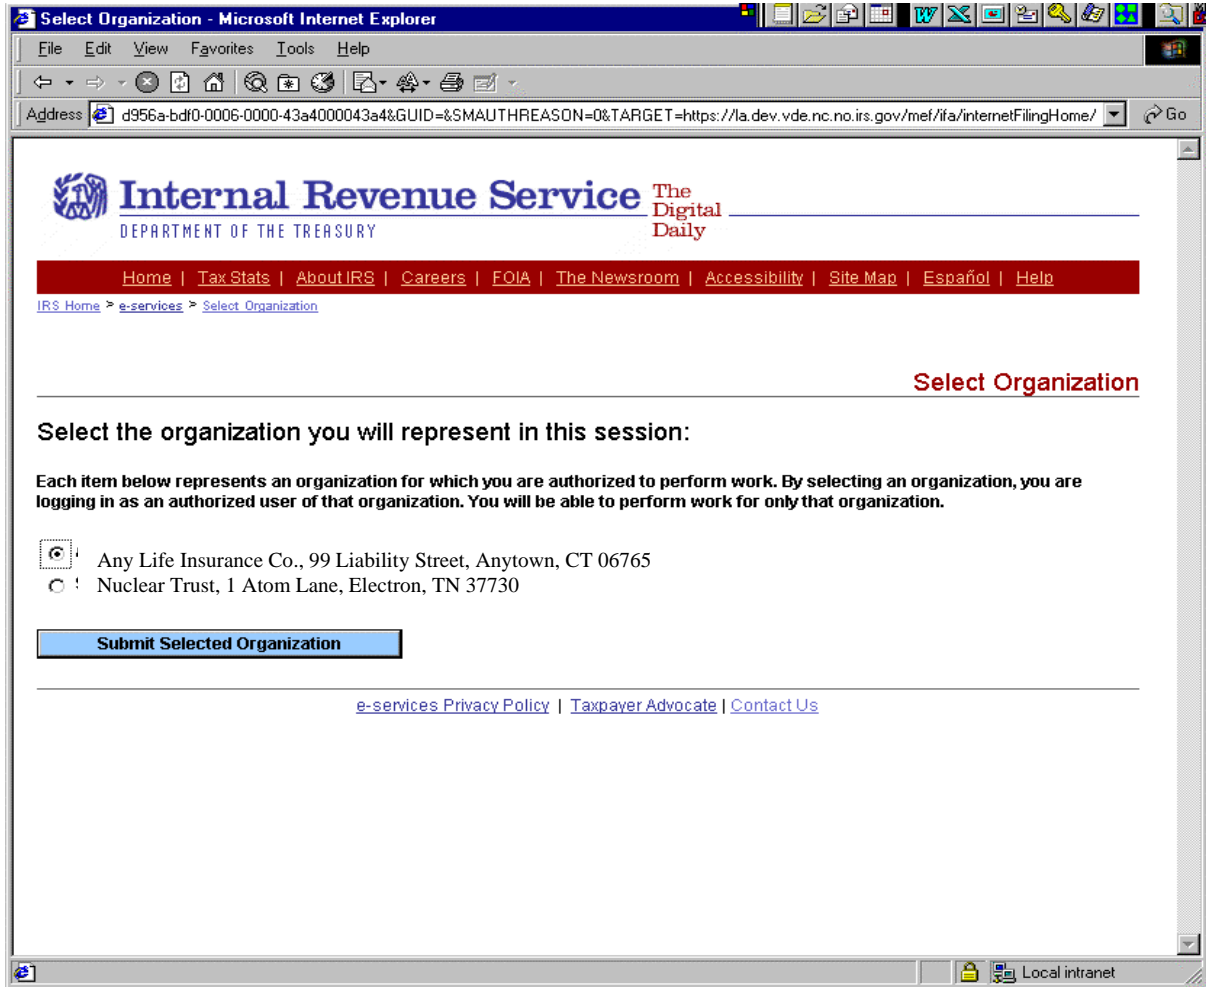 Select Organization - Microsoft Internet Explorer
File Edit View Favorites Tools Help
Address d956a-bdf0-0006-0000-43a4000043a4&GUID=&SMAUTHREASON=0&TARGET=https://la.dev.vde.nc.no.irs.gov/mef/ifa/internetFilingHome/ Go
Internal Revenue Service
DEPARTMENT OF THE TREASURY
The
Digital
Daily
Home | Tax Stats | About IRS | Careers | FOIA | The Newsroom | Accessibility | Site Map | Español | Help
IRS Home > e-services > Select Organization
Select Organization
Select the organization you will represent in this session:
Each item below represents an organization for which you are authorized to perform work. By selecting an organization, you are
logging in as an authorized user of that organization. You will be able to perform work for only that organization.
Any Life Insurance Co., 99 Liability Street, Anytown, CT 06765
Nuclear Trust, 1 Atom Lane, Electron, TN 37730
Submit Selected Organization
e-services Privacy Policy | Taxpayer Advocate | Contact Us
Local intranet